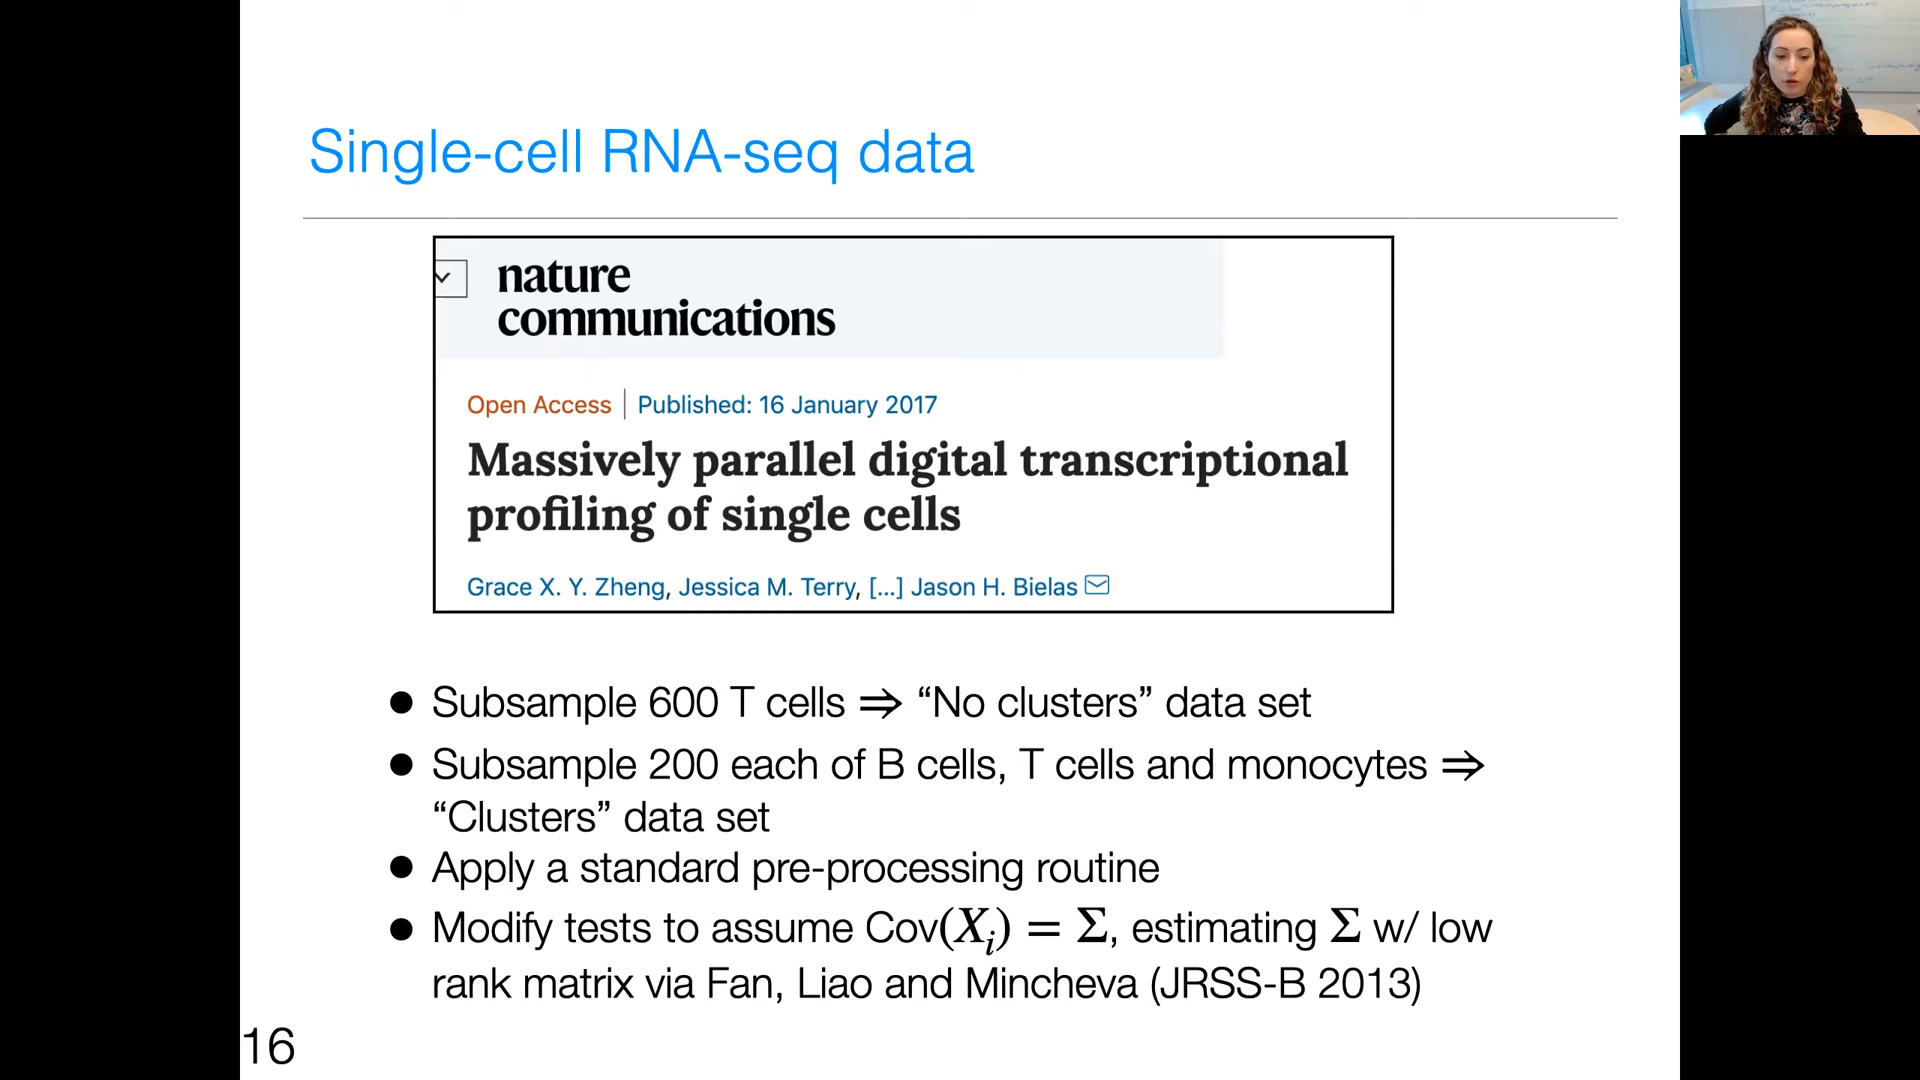 Single-cell RNA-seq data
nature
communications
Open Access | Published: 16 January 2017
Massively parallel digital transcriptional
profiling of single cells
Grace X. Y. Zheng, Jessica M. Terry, [...] Jason H. Bielas
● Subsample 600 T cells ⇒ “No clusters” data set
● Subsample 200 each of B cells, T cells and monocytes ⇒
“Clusters” data set
● Apply a standard pre-processing routine
● Modify tests to assume Cov(Xᵢ) = Σ, estimating Σ w/ low
rank matrix via Fan, Liao and Mincheva (JRSS-B 2013)
16